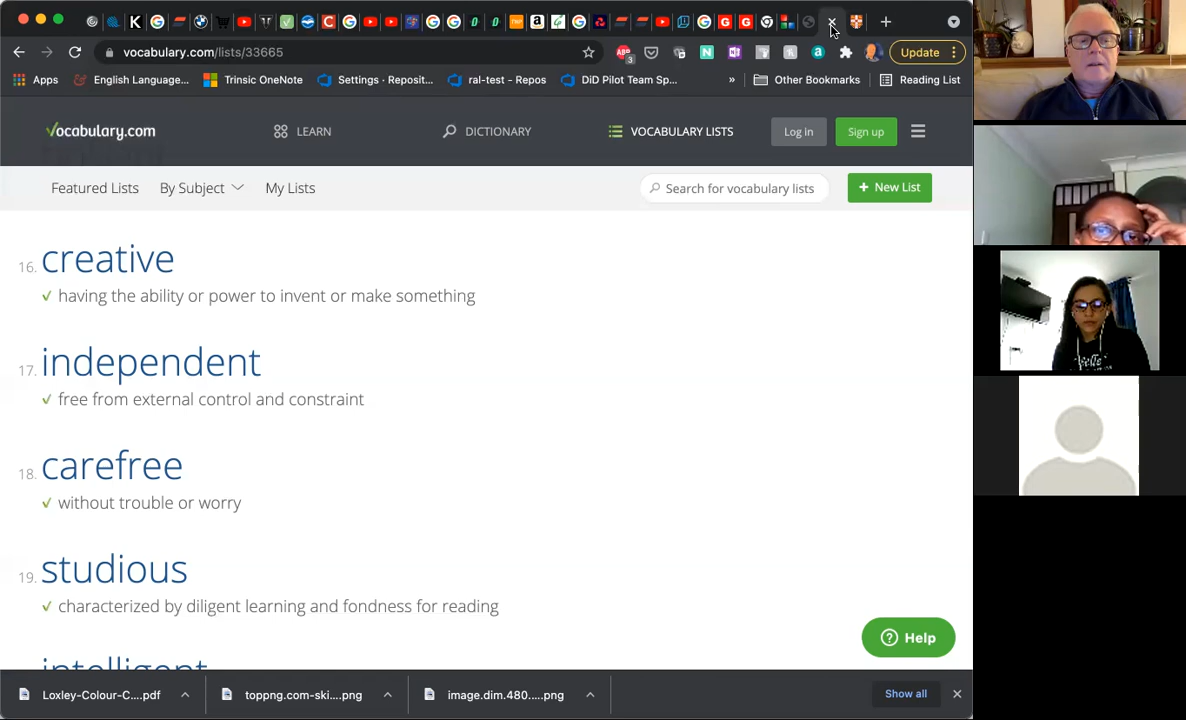 vocabulary.com/lists/33665
ABP
3
N
a
Update
Apps
English Language...
Trinsic OneNote
Settings · Reposit...
ral-test - Repos
DiD Pilot Team Sp...
»
Other Bookmarks
Reading List
Vocabulary.com
LEARN
DICTIONARY
VOCABULARY LISTS
Log in
Sign up
Featured Lists
By Subject
My Lists
Search for vocabulary lists
+ New List
16. creative
having the ability or power to invent or make something
17. independent
free from external control and constraint
18. carefree
without trouble or worry
19. studious
characterized by diligent learning and fondness for reading
intelligent
? Help
Loxley-Colour-C....pdf
toppng.com-ski....png
image.dim.480.....png
Show all